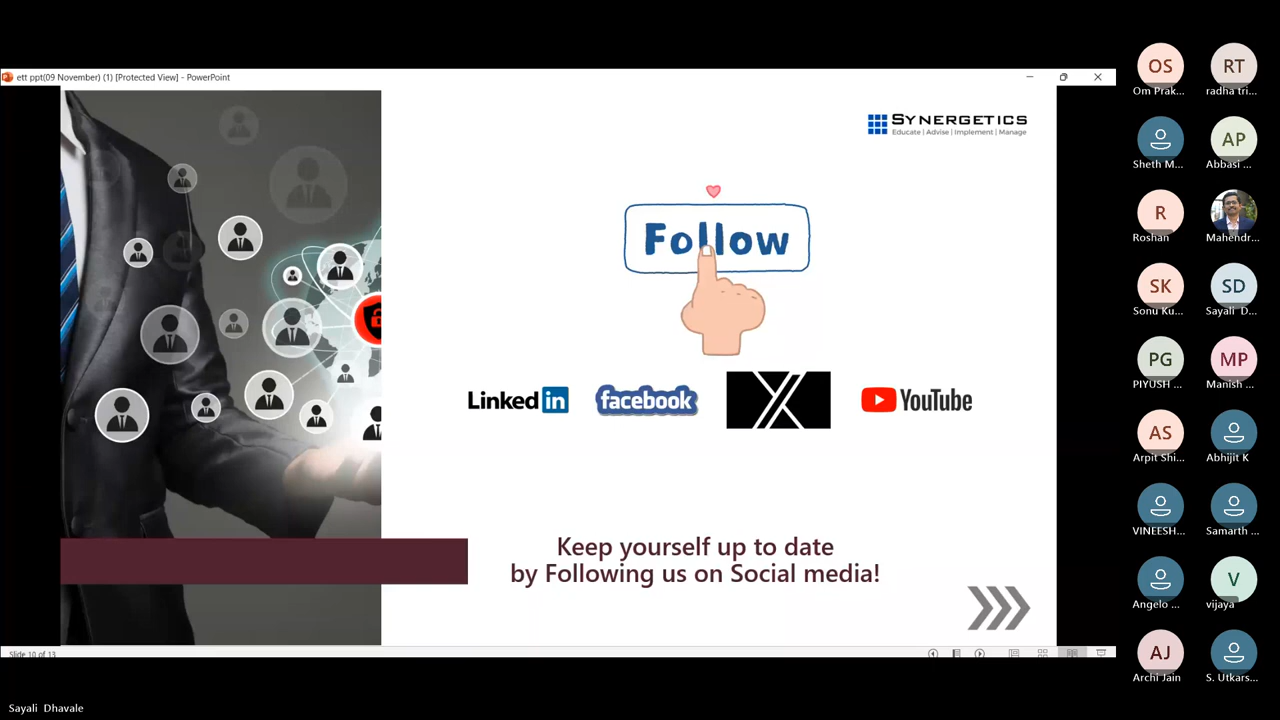 ett ppt(09 November) (1) [Protected View] - PowerPoint
SYNERGETICS
Educate | Advise | Implement | Manage
Follow
LinkedIn
facebook
X
YouTube
Keep yourself up to date
by Following us on Social media!
Slide 10 of 13
Sayali Dhavale
OS
Om Prak...
RT
radha tri...
Sheth M...
AP
Abbasi ...
R
Roshan
Mahendr...
SK
Sonu Ku...
SD
Sayali D...
PG
PIYUSH ...
MP
Manish ...
AS
Arpit Shi...
Abhijit K
VINEESH...
Samarth ...
Angelo ...
V
vijaya
AJ
Archi Jain
S. Utkars...